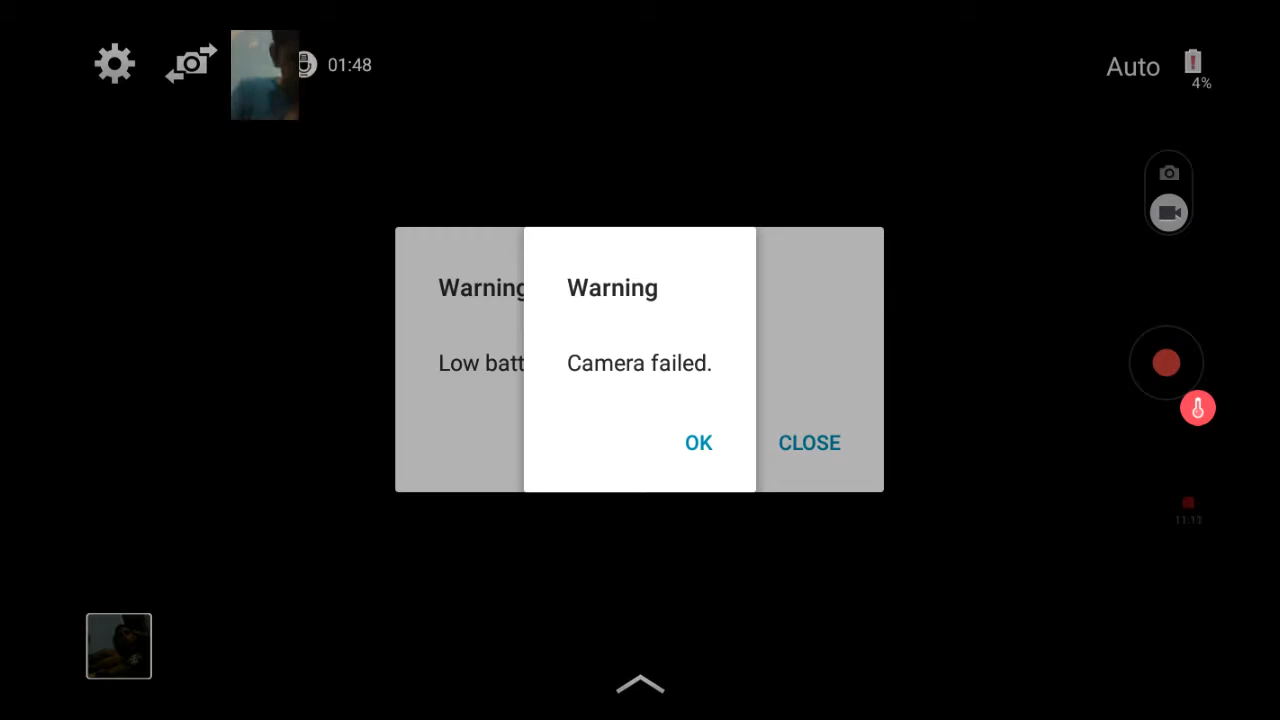 01:48
Auto
4%
Warning
Low batt
Warning
Camera failed.
OK
CLOSE
11:13